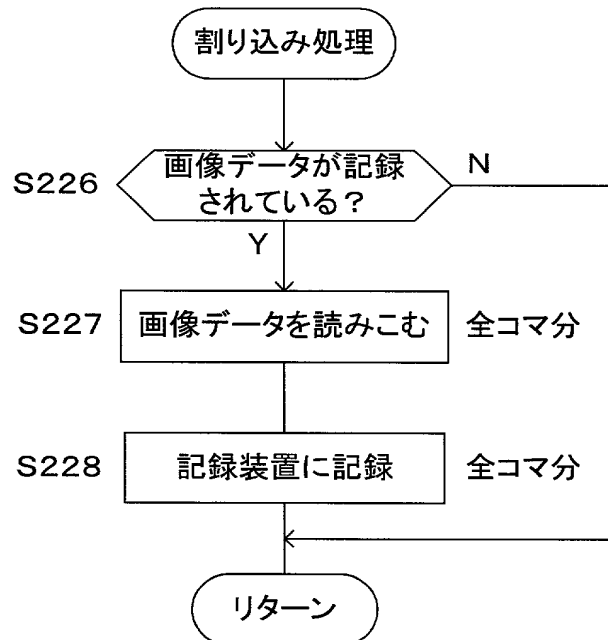 割り込み処理
S226
画像データが記録
されている?
N
Y
S227
画像データを読みこむ
全コマ分
S228
記録装置に記録
全コマ分
リターン